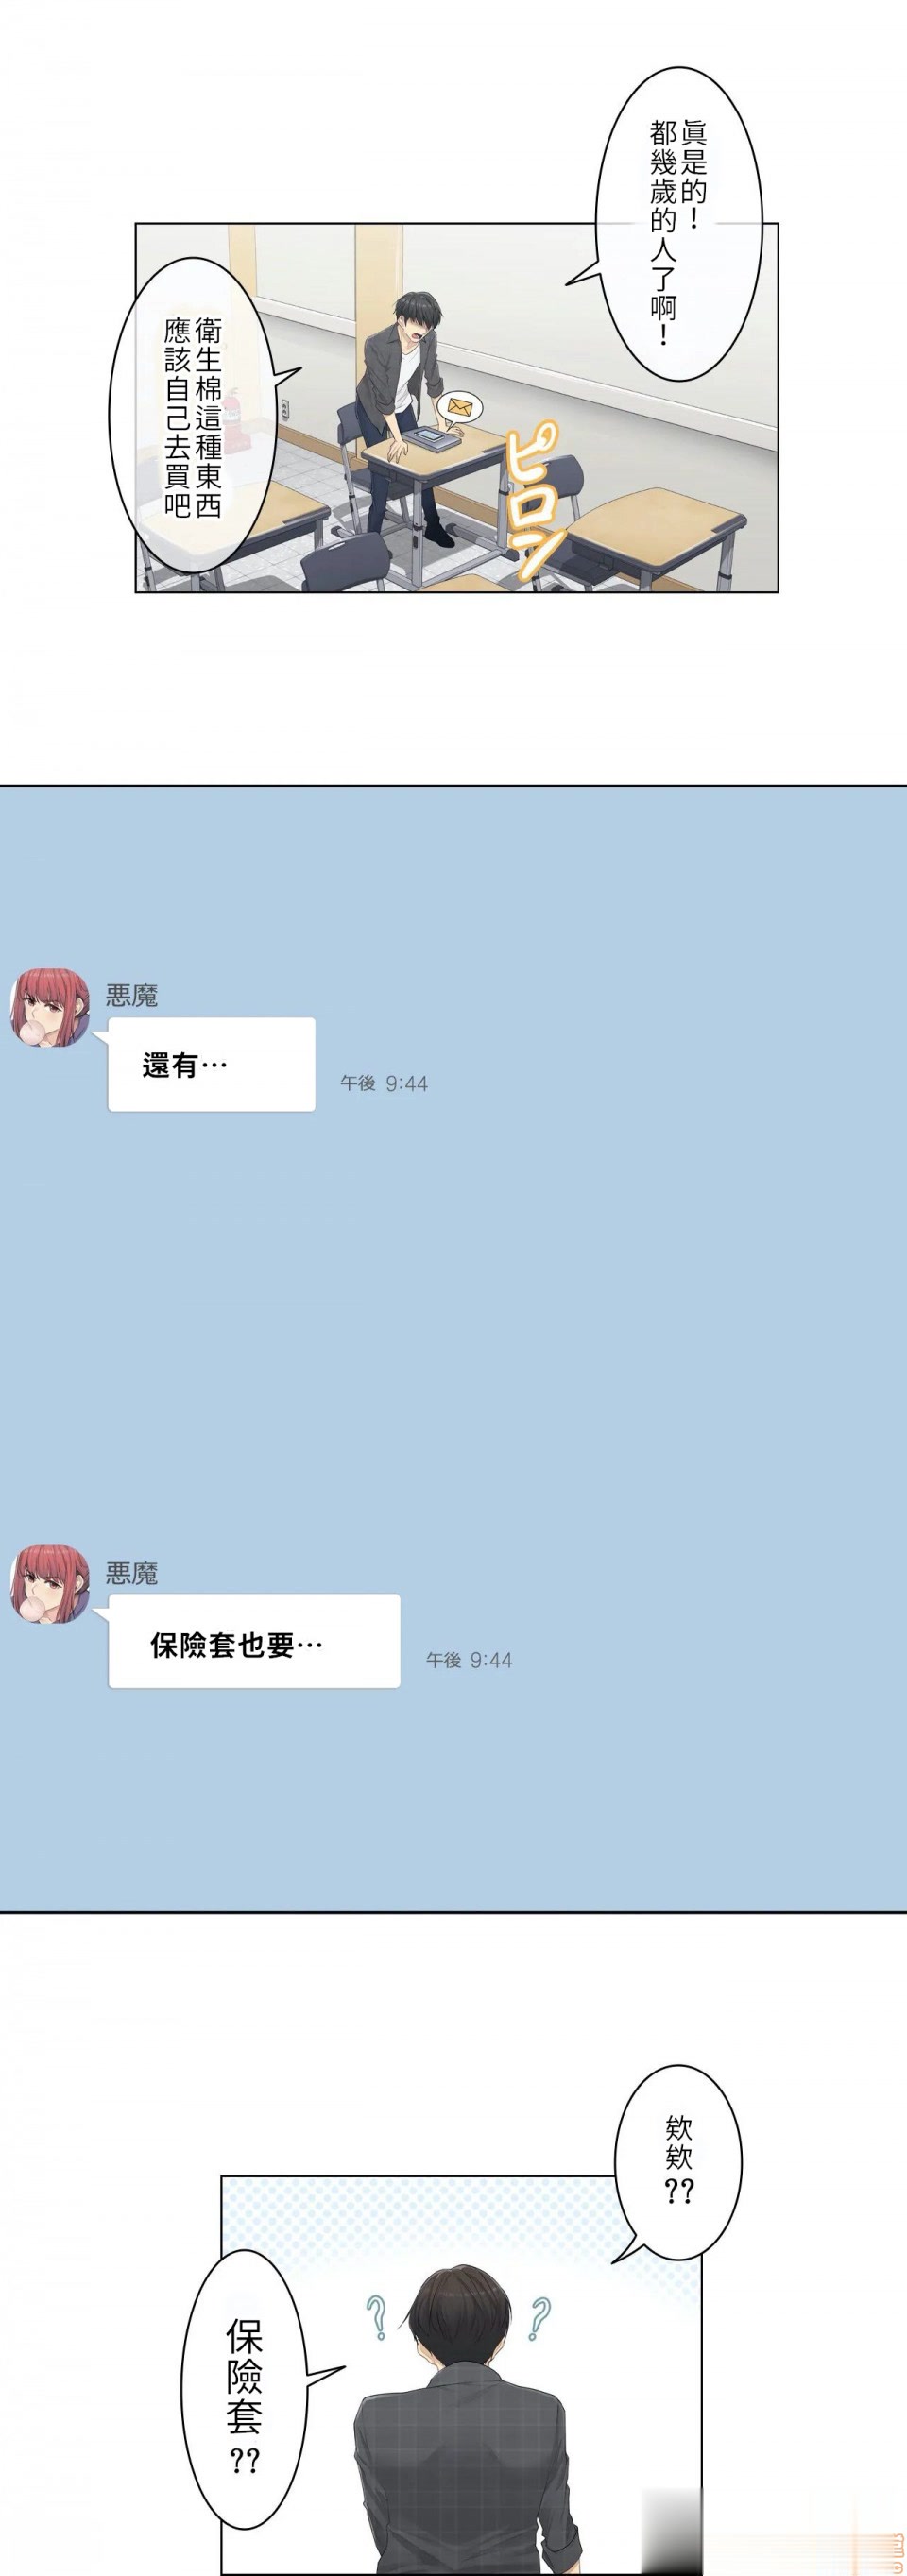 眞是的！
都幾歲的人了啊！
衛生棉這種東西
應該自己去買吧
ピロン
悪魔
還有…
午後 9:44
悪魔
保險套也要…
午後 9:44
欸欸??
? ?
保險套??